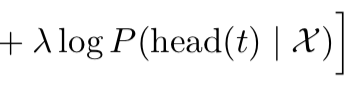 + λ log P(head(t) | 𝒳)]